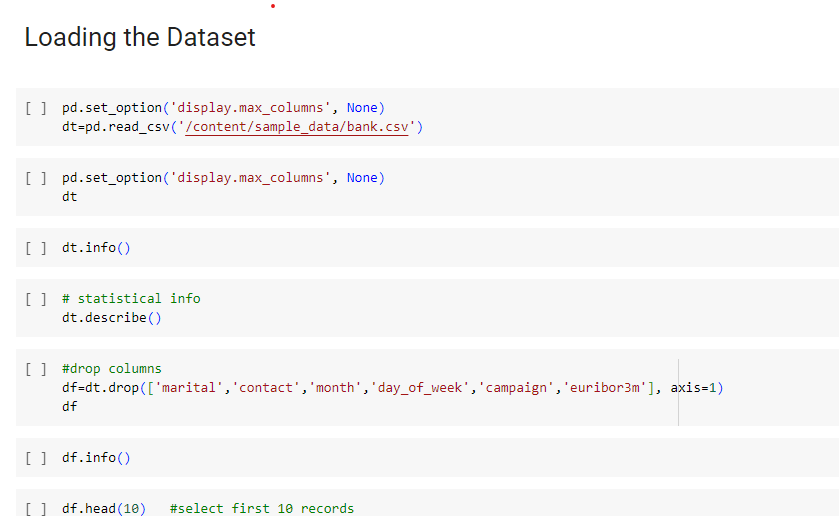 Loading the Dataset
[ ] pd.set_option('display.max_columns', None)
dt=pd.read_csv('/content/sample_data/bank.csv')
[ ] pd.set_option('display.max_columns', None)
dt
[ ] dt.info()
[ ] # statistical info
dt.describe()
[ ] #drop columns
df=dt.drop(['marital','contact','month','day_of_week','campaign','euribor3m'], axis=1)
df
[ ] df.info()
[ ] df.head(10)   #select first 10 records